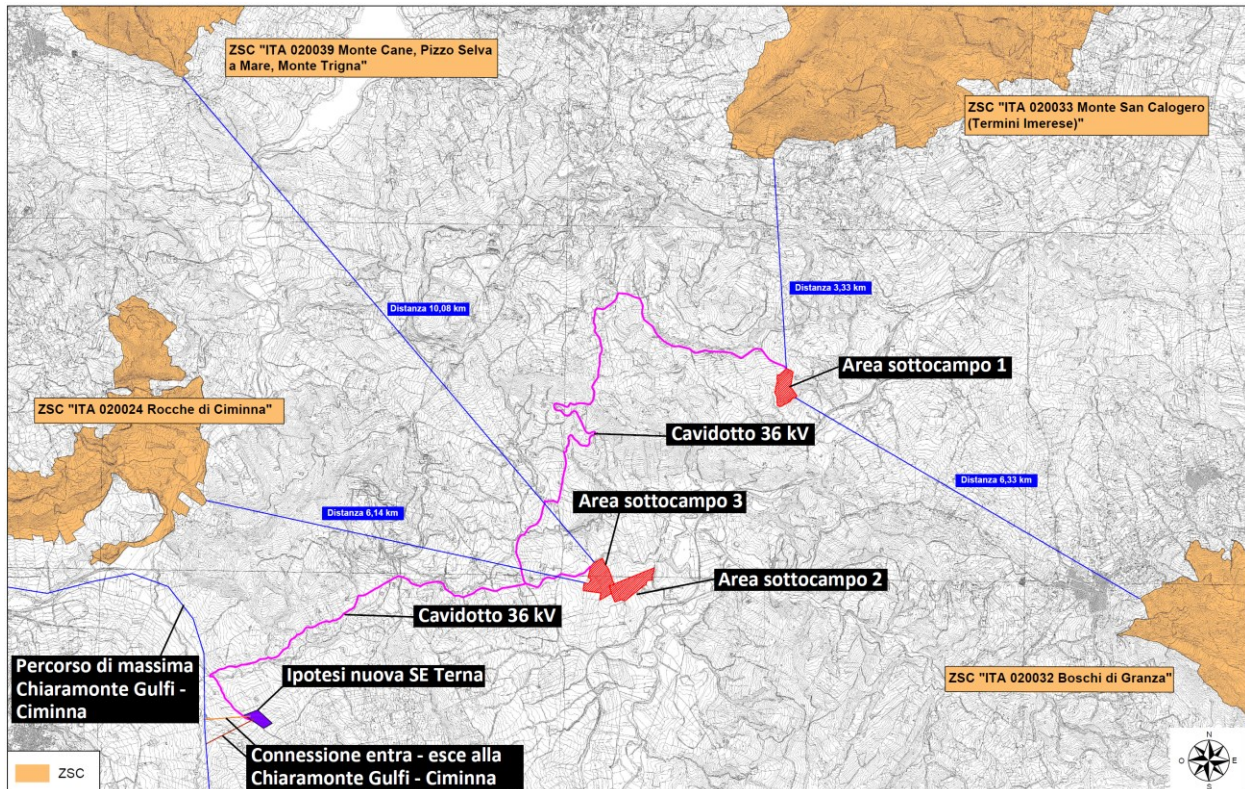 ZSC "ITA 020039 Monte Cane, Pizzo Selva
a Mare, Monte Trigna"
ZSC "ITA 020033 Monte San Calogero
(Termini Imerese)"
Distanza 3,33 km
Distanza 10,08 km
Area sottocampo 1
ZSC "ITA 020024 Rocche di Ciminna"
Cavidotto 36 kV
Distanza 6,33 km
Area sottocampo 3
Distanza 6,14 km
Area sottocampo 2
Cavidotto 36 kV
Percorso di massima
Chiaramonte Gulfi -
Ciminna
Ipotesi nuova SE Terna
ZSC "ITA 020032 Boschi di Granza"
Connessione entra - esce alla
Chiaramonte Gulfi - Ciminna
ZSC
N
O
E
S